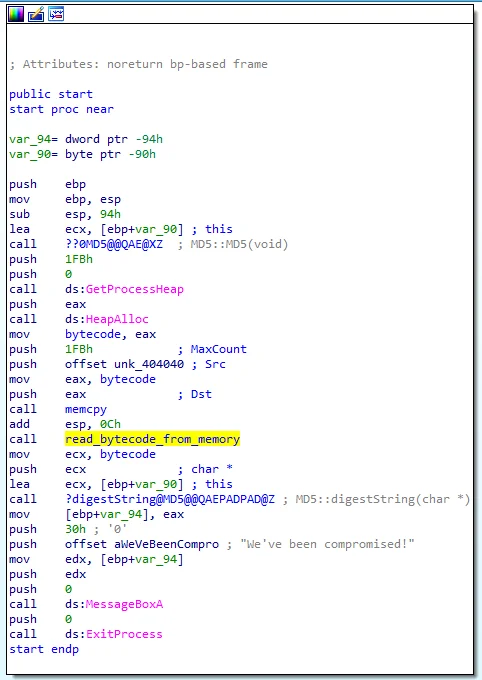 ; Attributes: noreturn bp-based frame
public start
start proc near
var_94= dword ptr -94h
var_90= byte ptr -90h
push    ebp
mov     ebp, esp
sub     esp, 94h
lea     ecx, [ebp+var_90] ; this
call    ??0MD5@@QAE@XZ  ; MD5::MD5(void)
push    1FBh
push    0
call    ds:GetProcessHeap
push    eax
call    ds:HeapAlloc
mov     bytecode, eax
push    1FBh            ; MaxCount
push    offset unk_404040 ; Src
mov     eax, bytecode
push    eax             ; Dst
call    memcpy
add     esp, 0Ch
call    read_bytecode_from_memory
mov     ecx, bytecode
push    ecx             ; char *
lea     ecx, [ebp+var_90] ; this
call    ?digestString@MD5@@QAEPADPAD@Z ; MD5::digestString(char *)
mov     [ebp+var_94], eax
push    30h ; '0'
push    offset aWeVeBeenCompro ; "We've been compromised!"
mov     edx, [ebp+var_94]
push    edx
push    0
call    ds:MessageBoxA
push    0
call    ds:ExitProcess
start endp